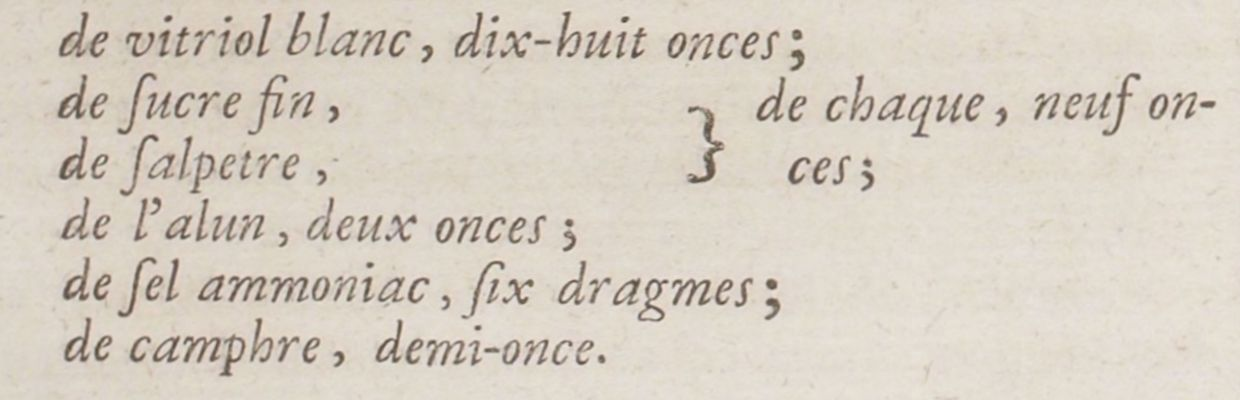 de vitriol blanc, dix-huit onces;
de ſucre fin, } de chaque, neuf on-
de ſalpetre, ces;
de l'alun, deux onces;
de ſel ammoniac, ſix dragmes;
de camphre, demi-once.